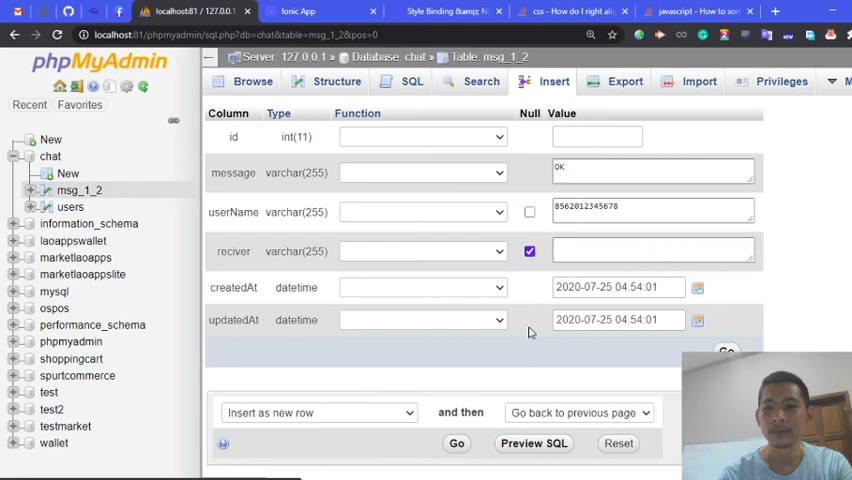 localhost:81 / 127.0.0.1
Ionic App
Style Binding &amp; Ng
css - How do I right alig
javascript - How to sort
localhost:81/phpmyadmin/sql.php?db=chat&table=msg_1_2&pos=0
phpMyAdmin
Server: 127.0.0.1 » Database: chat » Table: msg_1_2
Browse Structure SQL Search Insert Export Import Privileges M
Recent Favorites
New
chat
New
msg_1_2
users
information_schema
laoappswallet
marketlaoapps
marketlaoappslite
mysql
ospos
performance_schema
phpmyadmin
shoppingcart
spurtcommerce
test
test2
testmarket
wallet
Column Type Function Null Value
id int(11)
message varchar(255) OK
userName varchar(255) 8562012345678
reciver varchar(255)
createdAt datetime 2020-07-25 04:54:01
updatedAt datetime 2020-07-25 04:54:01
Go
Insert as new row and then Go back to previous page
Go Preview SQL Reset